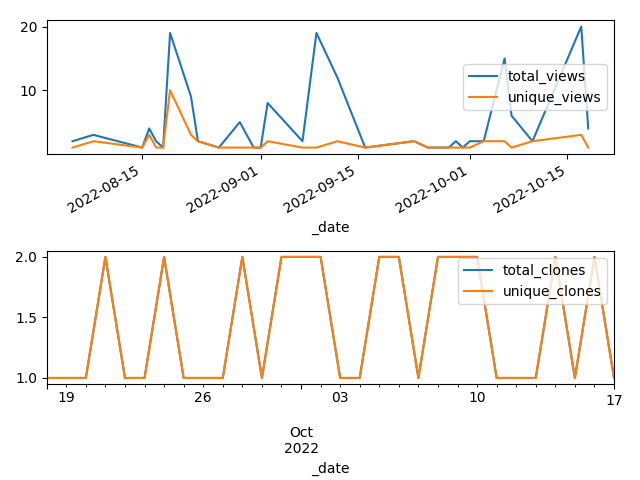 20
10
total_views
unique_views
2022-08-15
2022-09-01
2022-09-15
2022-10-01
2022-10-15
_date
2.0
1.5
1.0
total_clones
unique_clones
19 26 03 10 17
Oct
2022
_date